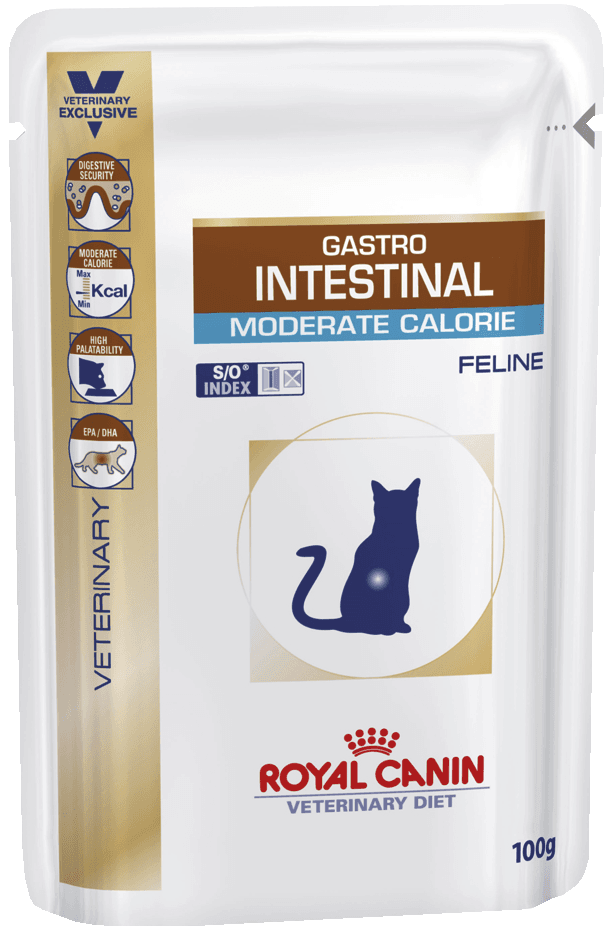 VETERINARY
EXCLUSIVE
DIGESTIVE
SECURITY
MODERATE
CALORIE
Max
Kcal
Min
HIGH
PALATABILITY
EPA / DHA
VETERINARY
GASTRO
INTESTINAL
MODERATE CALORIE
FELINE
S/O®
INDEX
ROYAL CANIN
VETERINARY DIET
100g